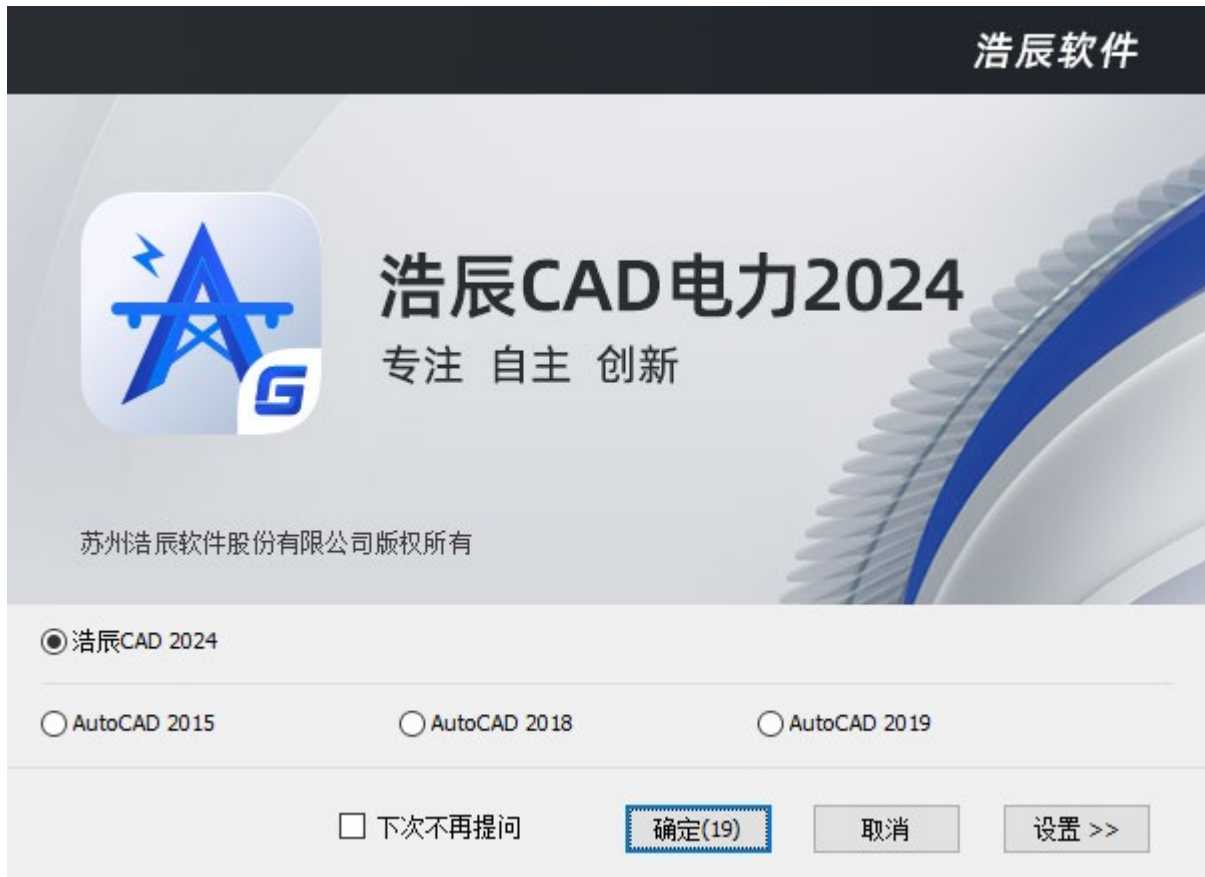 浩辰软件
浩辰CAD电力2024
专注 自主 创新
苏州浩辰软件股份有限公司版权所有
浩辰CAD 2024
AutoCAD 2015 AutoCAD 2018 AutoCAD 2019
下次不再提问 确定(19) 取消 设置 >>